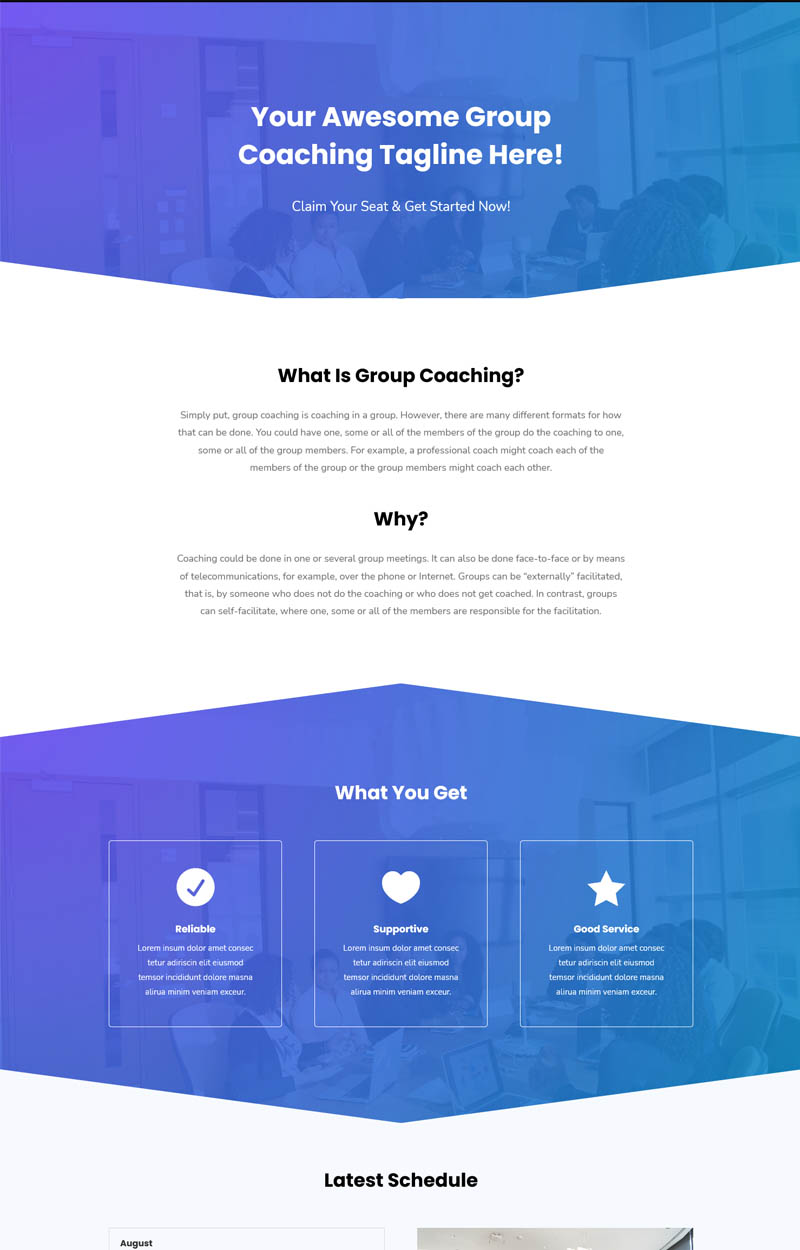 Your Awesome Group
Coaching Tagline Here!
Claim Your Seat & Get Started Now!
What Is Group Coaching?
Simply put, group coaching is coaching in a group. However, there are many different formats for how
that can be done. You could have one, some or all of the members of the group do the coaching to one,
some or all of the group members. For example, a professional coach might coach each of the
members of the group or the group members might coach each other.
Why?
Coaching could be done in one or several group meetings. It can also be done face-to-face or by means
of telecommunications, for example, over the phone or Internet. Groups can be “externally” facilitated,
that is, by someone who does not do the coaching or who does not get coached. In contrast, groups
can self-facilitate, where one, some or all of the members are responsible for the facilitation.
What You Get
Reliable
Lorem insum dolor amet consec
tetur adiriscin elit eiusmod
temsor incididunt dolore masna
alirua minim veniam exceur.
Supportive
Lorem insum dolor amet consec
tetur adiriscin elit eiusmod
temsor incididunt dolore masna
alirua minim veniam exceur.
Good Service
Lorem insum dolor amet consec
tetur adiriscin elit eiusmod
temsor incididunt dolore masna
alirua minim veniam exceur.
Latest Schedule
August